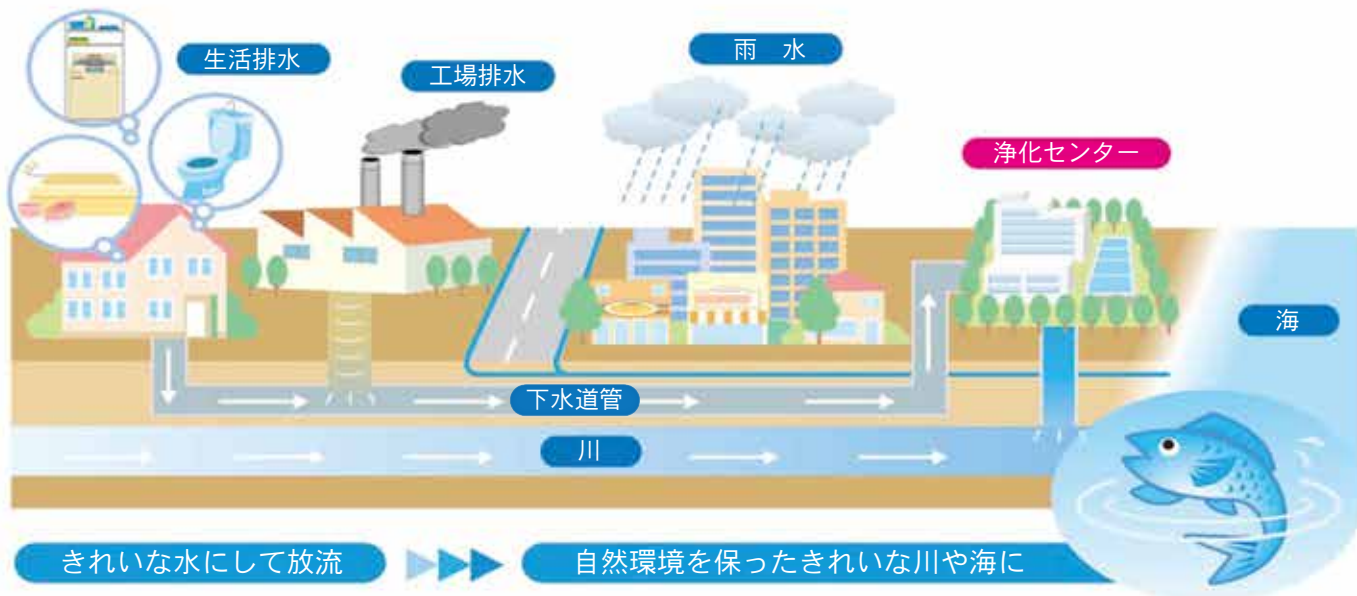 生活排水
工場排水
雨 水
浄化センター
海
下水道管
川
きれいな水にして放流
自然環境を保ったきれいな川や海に